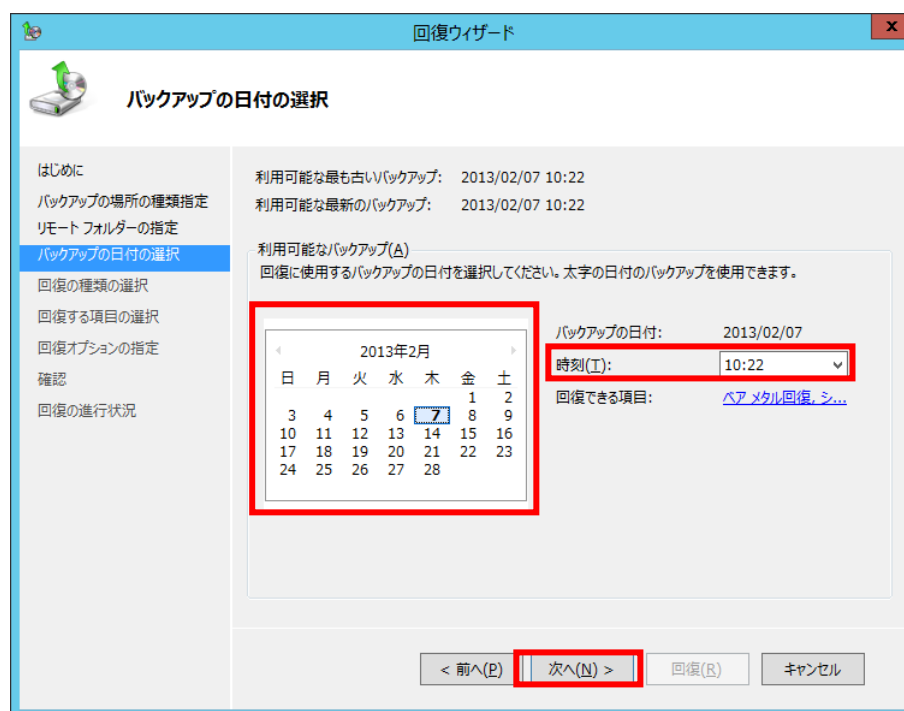 回復ウィザード
x
バックアップの日付の選択
はじめに
バックアップの場所の種類指定
リモート フォルダーの指定
バックアップの日付の選択
回復の種類の選択
回復する項目の選択
回復オプションの指定
確認
回復の進行状況
利用可能な最も古いバックアップ: 2013/02/07 10:22
利用可能な最新のバックアップ: 2013/02/07 10:22
利用可能なバックアップ(A)
回復に使用するバックアップの日付を選択してください。太字の日付のバックアップを使用できます。
2013年2月
日 月 火 水 木 金 土
1 2
3 4 5 6 7 8 9
10 11 12 13 14 15 16
17 18 19 20 21 22 23
24 25 26 27 28
バックアップの日付: 2013/02/07
時刻(T): 10:22
回復できる項目: ベア メタル回復, シ...
< 前へ(P)
次へ(N) >
回復(R)
キャンセル